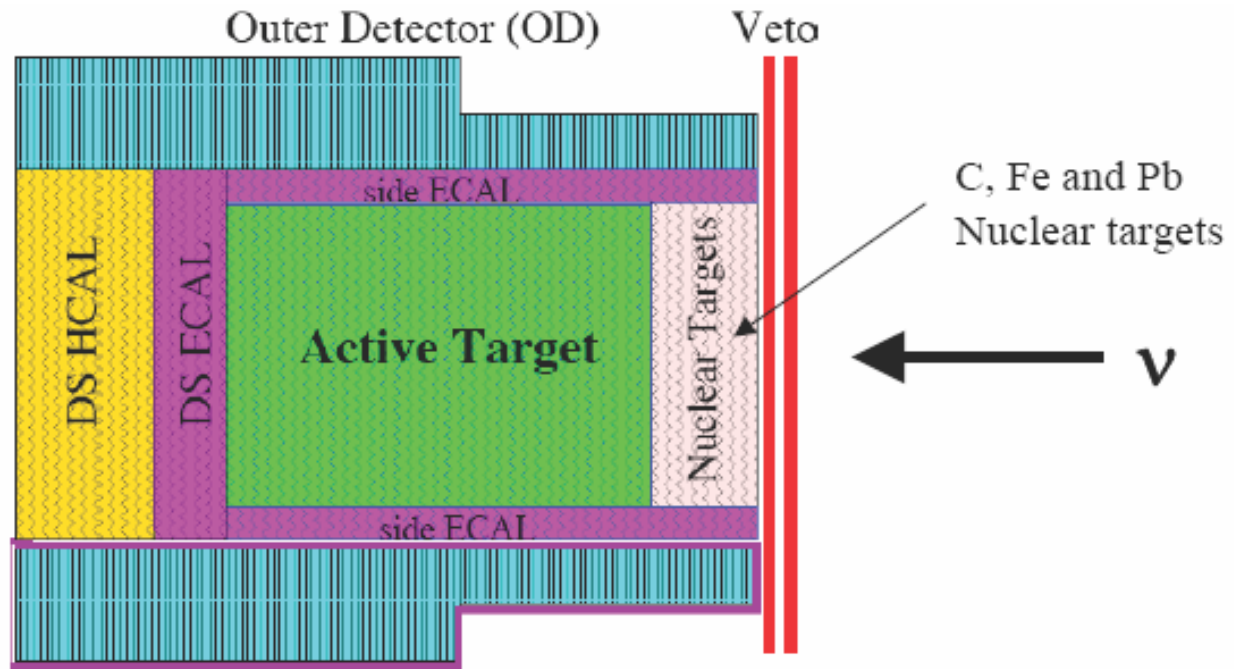 Outer Detector (OD)
Veto
side ECAL
C, Fe and Pb
Nuclear targets
DS HCAL
DS ECAL
Active Target
Nuclear Targets
ν
side ECAL